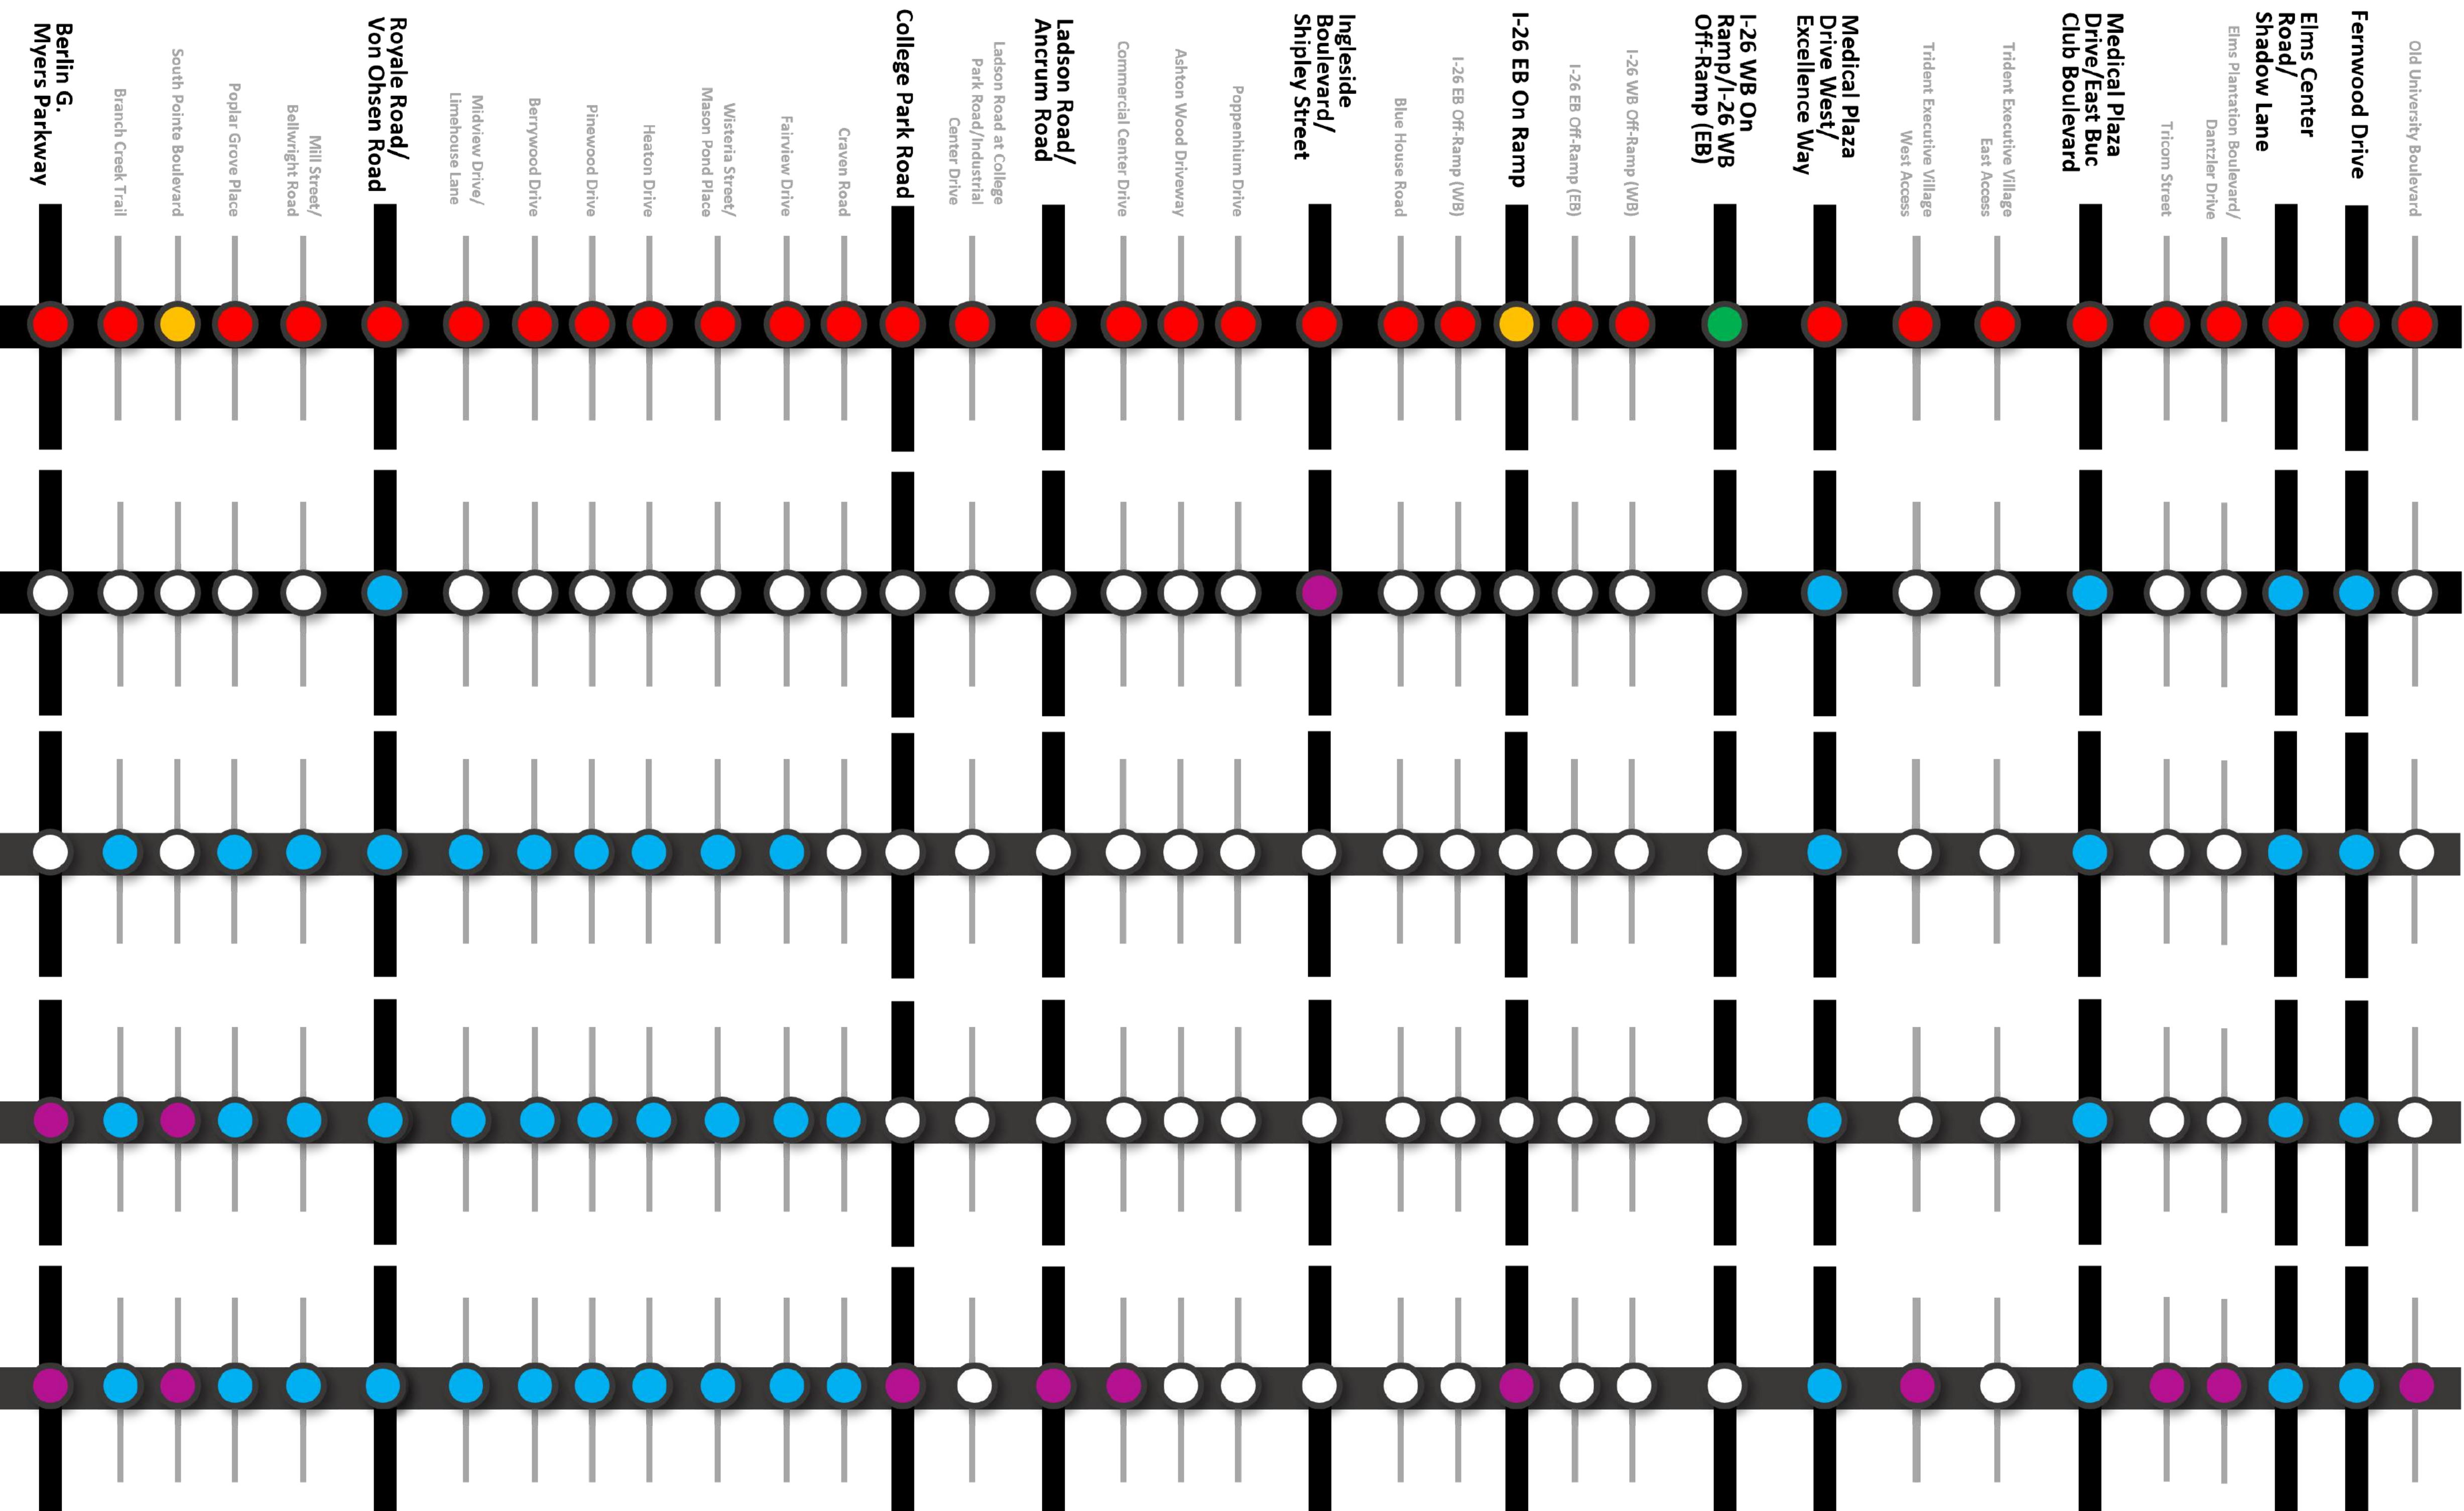 Berlin G.
Myers Parkway
Branch Creek Trail
South Pointe Boulevard
Poplar Grove Place
Mill Street/
Bellwright Road
Royale Road/
Von Ohsen Road
Midview Drive/
Limehouse Lane
Berrywood Drive
Pinewood Drive
Heaton Drive
Wisteria Street/
Mason Pond Place
Fairview Drive
Craven Road
College Park Road
Ladson Road at College
Park Road/Industrial
Center Drive
Ladson Road/
Ancrum Road
Commercial Center Drive
Ashton Wood Driveway
Poppenhium Drive
Ingleside
Boulevard/
Shipley Street
Blue House Road
I-26 EB Off-Ramp (WB)
I-26 EB On Ramp
I-26 EB Off-Ramp (EB)
I-26 WB Off-Ramp (WB)
I-26 WB On
Ramp/I-26 WB
Off-Ramp (EB)
Medical Plaza
Drive West/
Excellence Way
Trident Executive Village
West Access
Trident Executive Village
East Access
Medical Plaza
Drive/East Buc
Club Boulevard
Tricom Street
Elms Plantation Boulevard/
Dantzler Drive
Elms Center
Road/
Shadow Lane
Fernwood Drive
Old University Boulevard